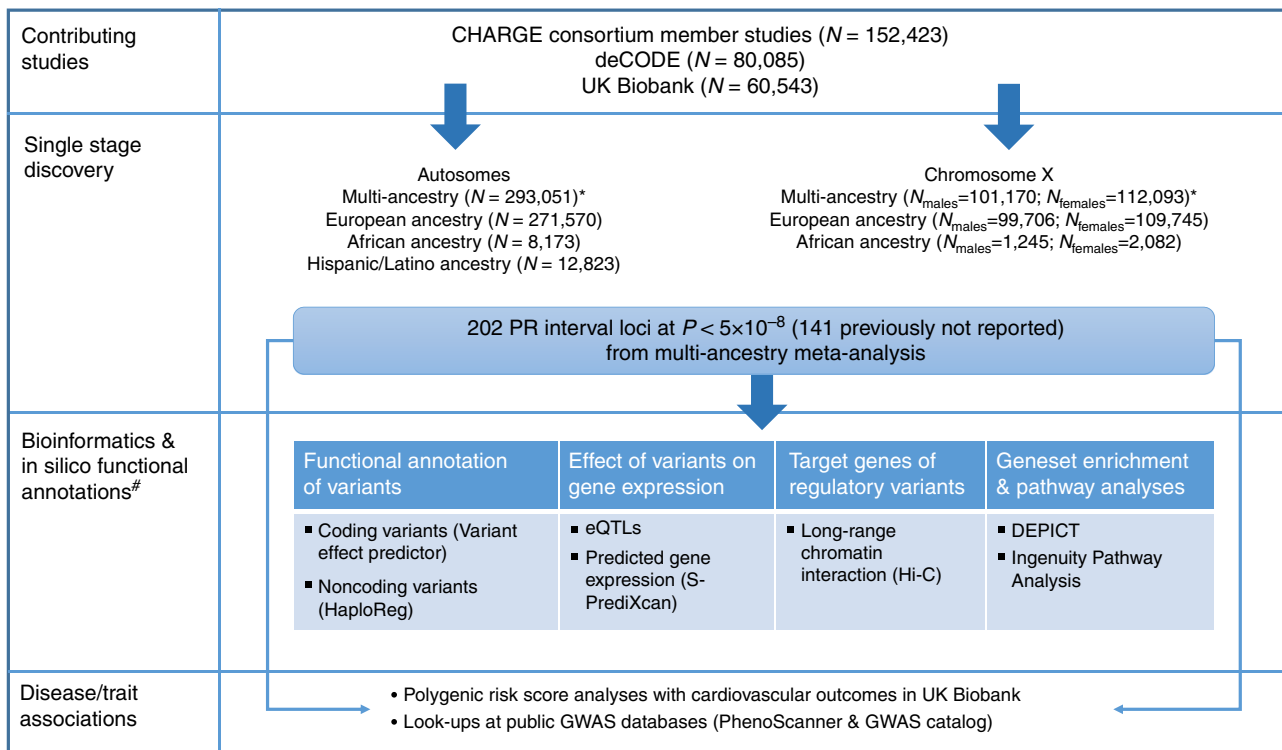 Contributing
studies
CHARGE consortium member studies (N = 152,423)
deCODE (N = 80,085)
UK Biobank (N = 60,543)
Single stage
discovery
Autosomes
Multi-ancestry (N = 293,051)*
European ancestry (N = 271,570)
African ancestry (N = 8,173)
Hispanic/Latino ancestry (N = 12,823)
Chromosome X
Multi-ancestry (Nmales=101,170; Nfemales=112,093)*
European ancestry (Nmales=99,706; Nfemales=109,745)
African ancestry (Nmales=1,245; Nfemales=2,082)
202 PR interval loci at P < 5×10⁻⁸ (141 previously not reported)
from multi-ancestry meta-analysis
Bioinformatics &
in silico functional
annotations#
Functional annotation
of variants
▪ Coding variants (Variant
effect predictor)
▪ Noncoding variants
(HaploReg)
Effect of variants on
gene expression
▪ eQTLs
▪ Predicted gene
expression (S-
PrediXcan)
Target genes of
regulatory variants
▪ Long-range
chromatin
interaction (Hi-C)
Geneset enrichment
& pathway analyses
▪ DEPICT
▪ Ingenuity Pathway
Analysis
Disease/trait
associations
• Polygenic risk score analyses with cardiovascular outcomes in UK Biobank
• Look-ups at public GWAS databases (PhenoScanner & GWAS catalog)